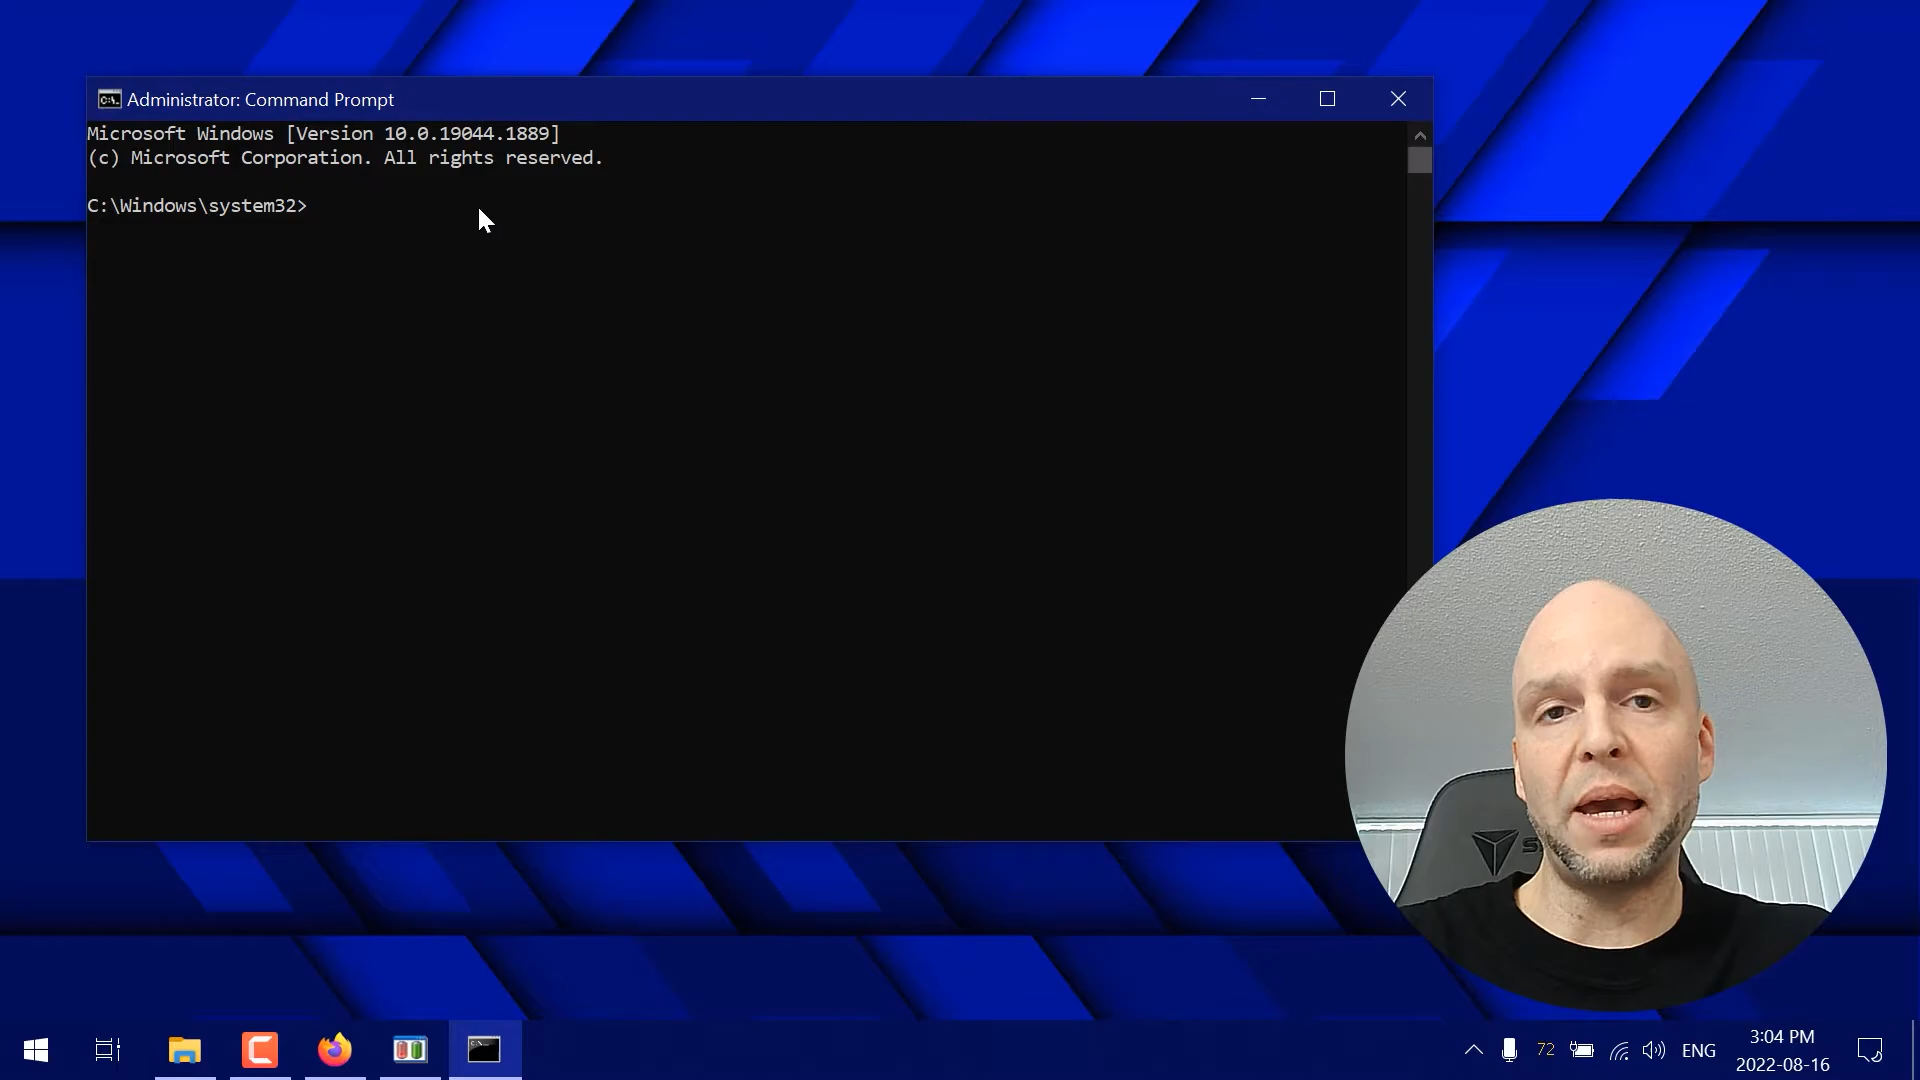 Administrator: Command Prompt
Microsoft Windows [Version 10.0.19044.1889]
(c) Microsoft Corporation. All rights reserved.
C:\Windows\system32>
72
ENG
3:04 PM
2022-08-16